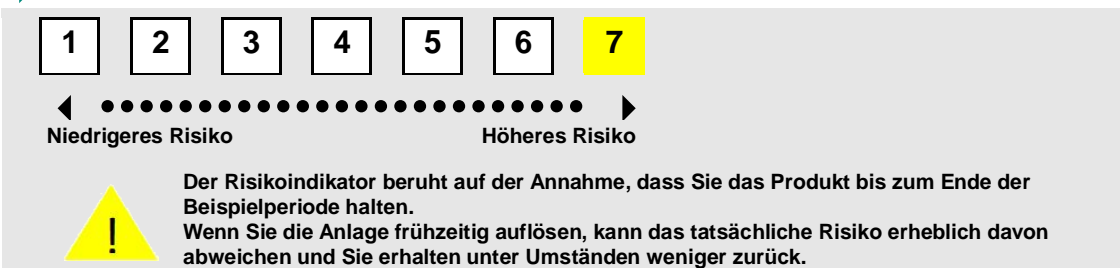 1 2 3 4 5 6 7
Niedrigeres Risiko Höheres Risiko
Der Risikoindikator beruht auf der Annahme, dass Sie das Produkt bis zum Ende der
Beispielperiode halten.
Wenn Sie die Anlage frühzeitig auflösen, kann das tatsächliche Risiko erheblich davon
abweichen und Sie erhalten unter Umständen weniger zurück.
!